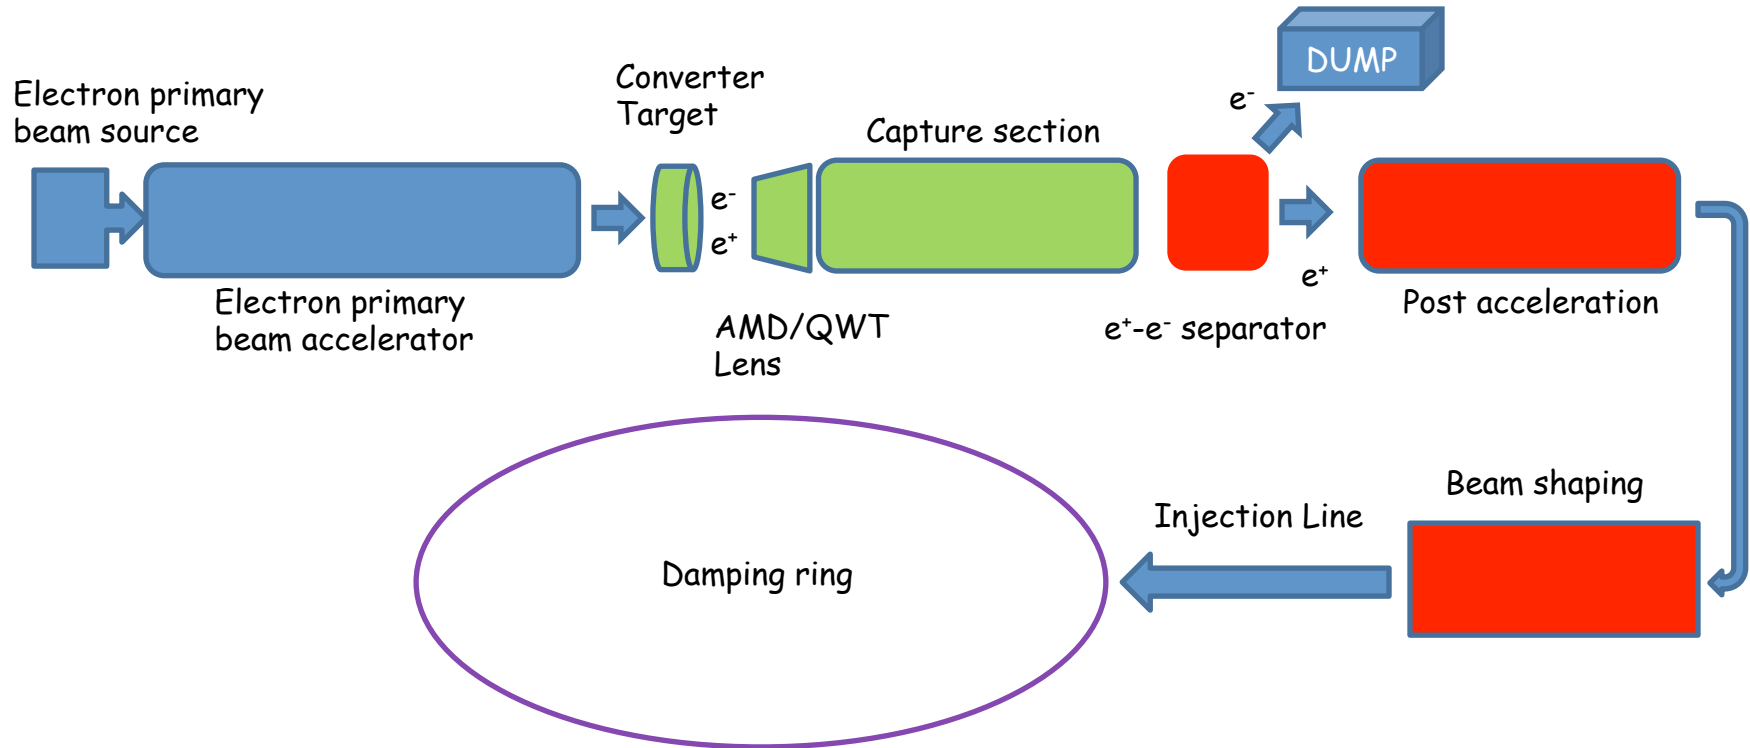 Electron primary
beam source
Electron primary
beam accelerator
Converter
Target
e⁻
e⁺
AMD/QWT
Lens
Capture section
e⁺-e⁻ separator
e⁻
DUMP
e⁺
Post acceleration
Beam shaping
Injection Line
Damping ring